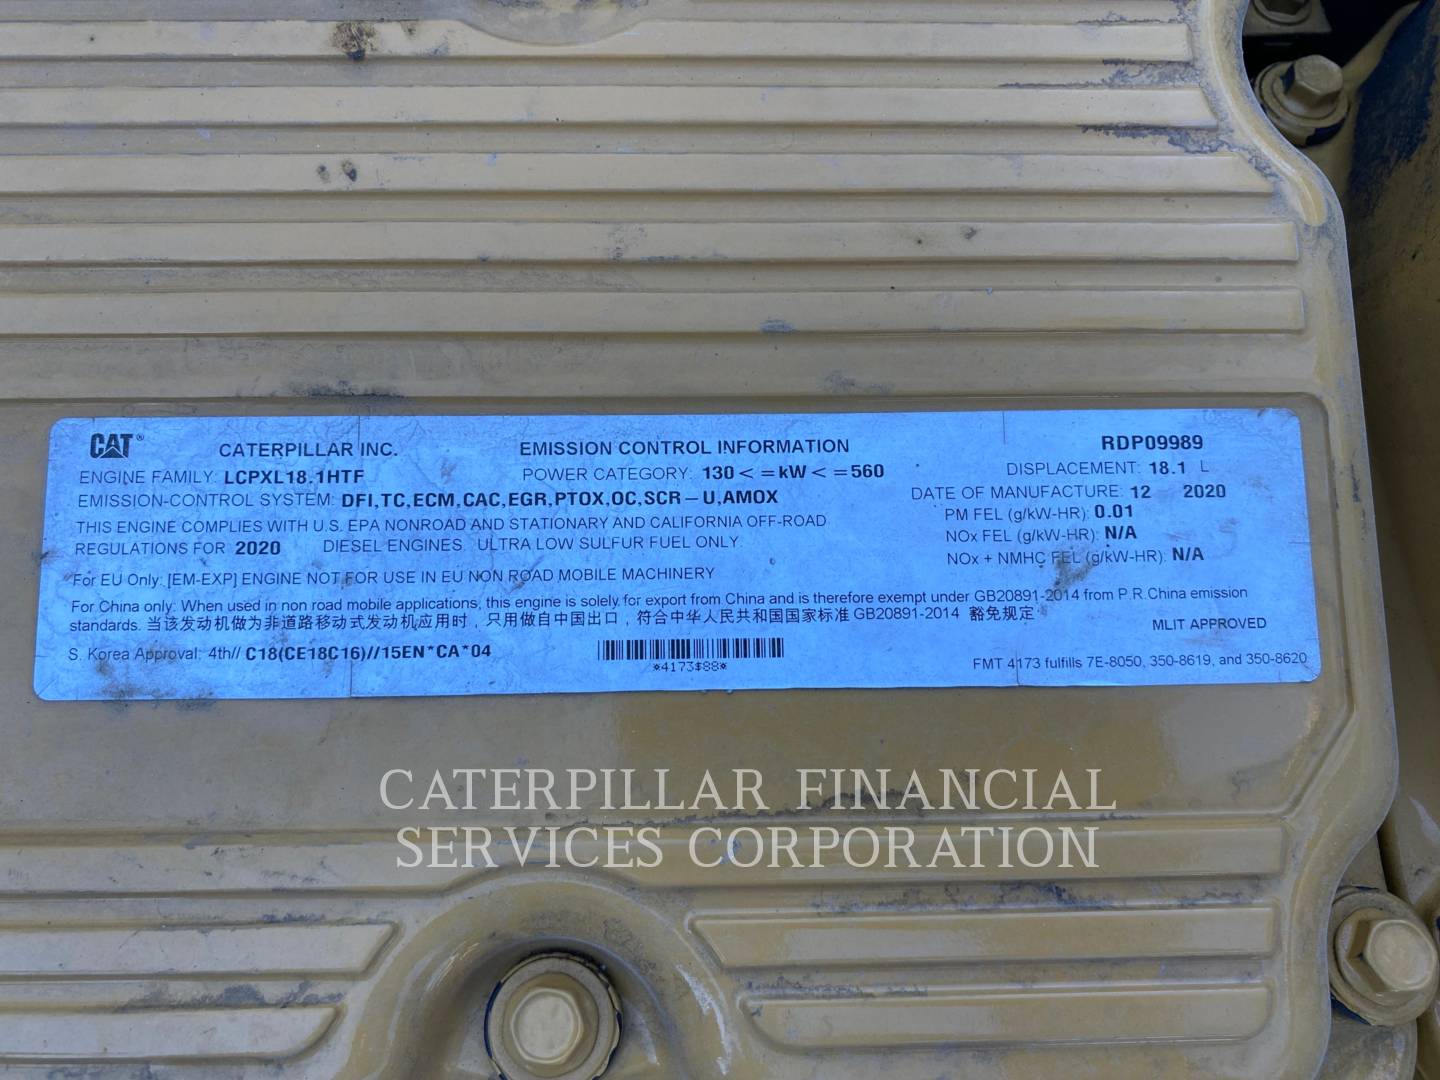 CAT® CATERPILLAR INC. EMISSION CONTROL INFORMATION RDP09989
ENGINE FAMILY: LCPXL18.1HTF POWER CATEGORY: 130<=kW<=560 DISPLACEMENT: 18.1 L
EMISSION-CONTROL SYSTEM: DFI,TC,ECM,CAC,EGR,PTOX,OC,SCR-U,AMOX DATE OF MANUFACTURE: 12 2020
THIS ENGINE COMPLIES WITH U.S. EPA NONROAD AND STATIONARY AND CALIFORNIA OFF-ROAD PM FEL (g/kW-HR): 0.01
REGULATIONS FOR 2020 DIESEL ENGINES. ULTRA LOW SULFUR FUEL ONLY. NOx FEL (g/kW-HR): N/A
NOx + NMHC FEL (g/kW-HR): N/A
For EU Only: [EM-EXP] ENGINE NOT FOR USE IN EU NON ROAD MOBILE MACHINERY
For China only: When used in non road mobile applications, this engine is solely for export from China and is therefore exempt under GB20891-2014 from P.R.China emission
standards. 当该发动机做为非道路移动式发动机应用时，只用做自中国出口，符合中华人民共和国国家标准 GB20891-2014 豁免规定
MLIT APPROVED
S. Korea Approval: 4th// C18(CE18C16)//15EN*CA*04
*4173$88*
FMT 4173 fulfills 7E-8050, 350-8619, and 350-8620
CATERPILLAR FINANCIAL
SERVICES CORPORATION